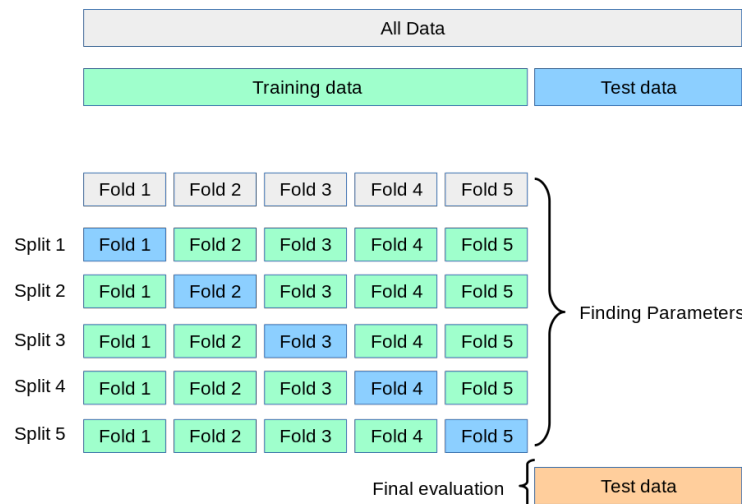 All Data
Training data Test data
Fold 1 Fold 2 Fold 3 Fold 4 Fold 5
Split 1 Fold 1 Fold 2 Fold 3 Fold 4 Fold 5
Split 2 Fold 1 Fold 2 Fold 3 Fold 4 Fold 5
Finding Parameters
Split 3 Fold 1 Fold 2 Fold 3 Fold 4 Fold 5
Split 4 Fold 1 Fold 2 Fold 3 Fold 4 Fold 5
Split 5 Fold 1 Fold 2 Fold 3 Fold 4 Fold 5
Final evaluation Test data